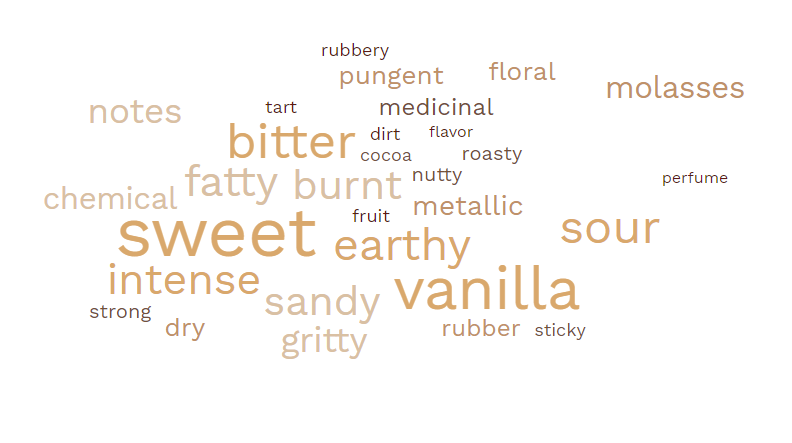 rubbery
pungent
floral
molasses
notes
tart
medicinal
bitter
dirt
flavor
cocoa
roasty
fatty
burnt
nutty
perfume
chemical
metallic
fruit
sweet
earthy
sour
intense
vanilla
sandy
strong
dry
gritty
rubber
sticky